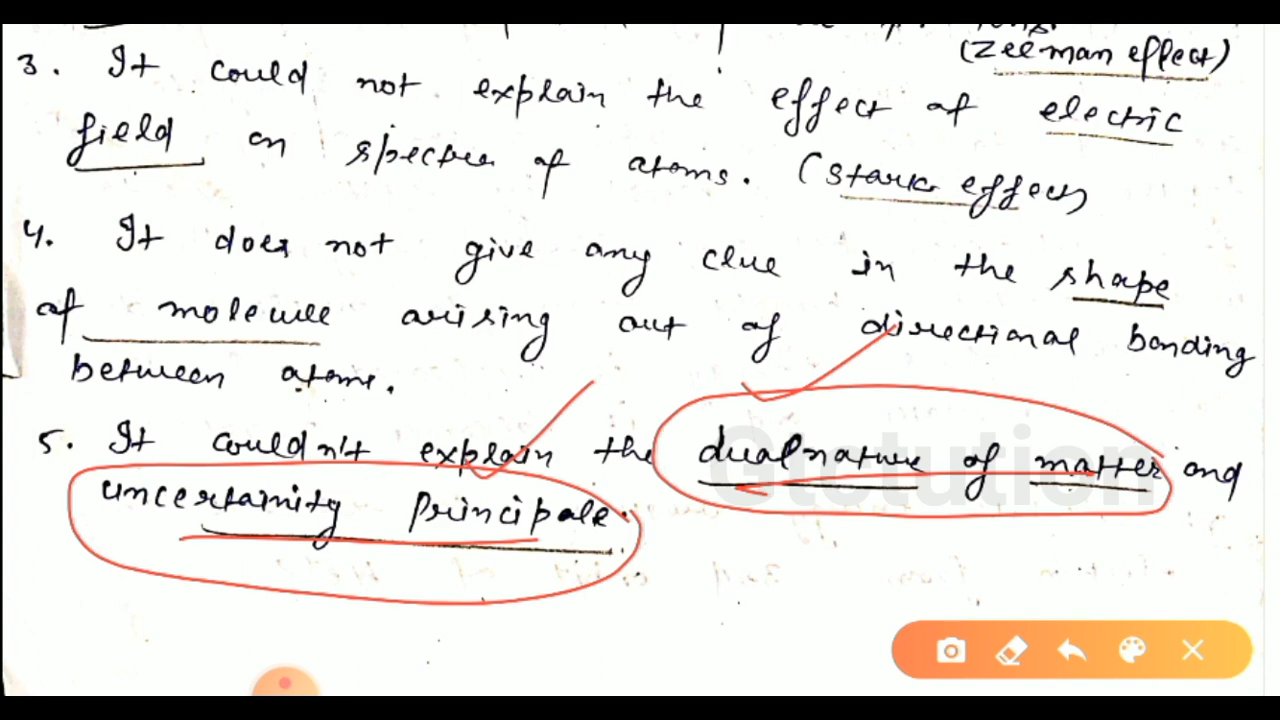 (Zeeman effect)
3. It could not explain the effect of electric
field on spectra of atoms. (stark effect)
4. It does not give any clue in the shape
of molecule arising out of directional bonding
between atoms.
5. It couldn't explain the dual nature of matter and
uncertainity principale.
Gtctution